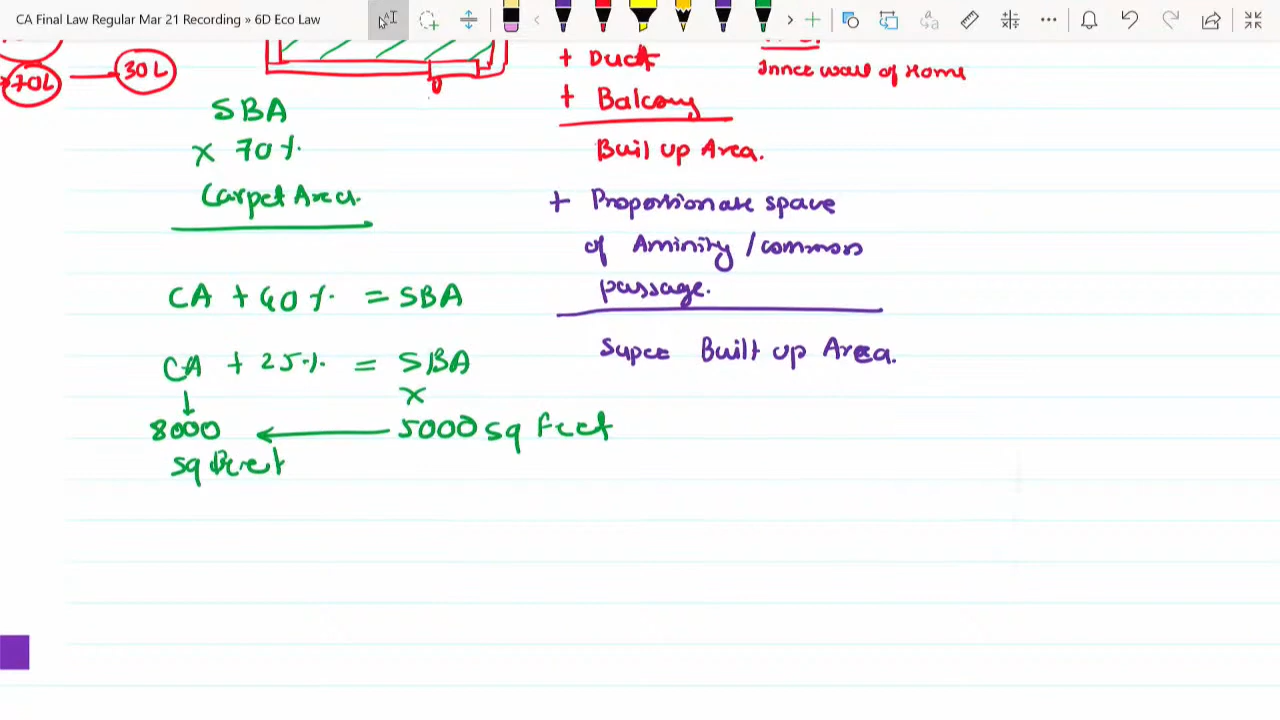 CA Final Law Regular Mar 21 Recording » 6D Eco Law
70L
30L
SBA
x 70%
Carpet Area.
CA + 40% = SBA
CA + 25% = SBA
x
8000
5000 sq Feet
sq
+ Duct
+ Balcony
Buil up Area.
+ Proportionate space
of Aminity / common
passage.
Super Built up Area.
Inner wall of Home